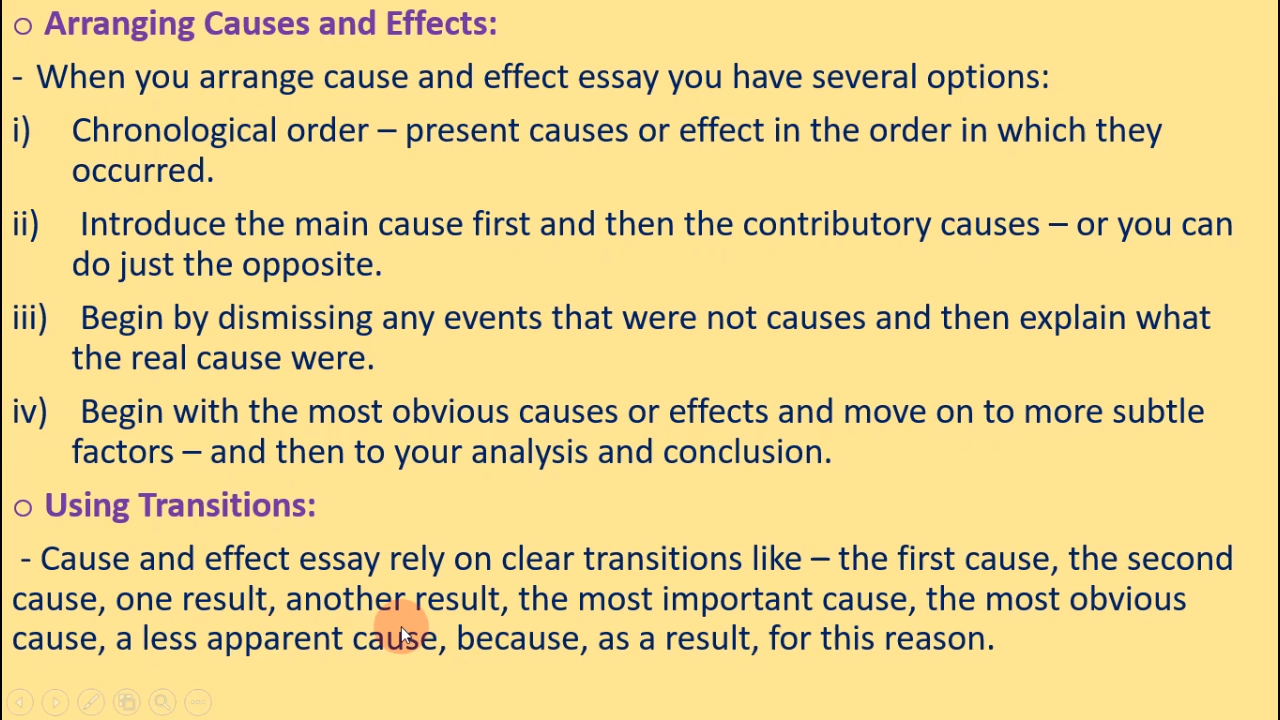 ○ Arranging Causes and Effects:
- When you arrange cause and effect essay you have several options:
i) Chronological order – present causes or effect in the order in which they
occurred.
ii) Introduce the main cause first and then the contributory causes – or you can
do just the opposite.
iii) Begin by dismissing any events that were not causes and then explain what
the real cause were.
iv) Begin with the most obvious causes or effects and move on to more subtle
factors – and then to your analysis and conclusion.
○ Using Transitions:
- Cause and effect essay rely on clear transitions like – the first cause, the second
cause, one result, another result, the most important cause, the most obvious
cause, a less apparent cause, because, as a result, for this reason.